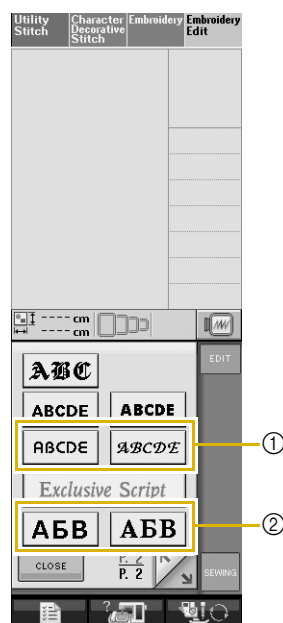 Utility Stitch
Character Decorative Stitch
Embroidery
Embroidery Edit
---- cm
---- cm
EDIT
ABC
ABCDE ABCDE
ABCDE ABCDE ①
Exclusive Script
АБВ АБВ ②
CLOSE
P. 2
P. 2
SEWING
?